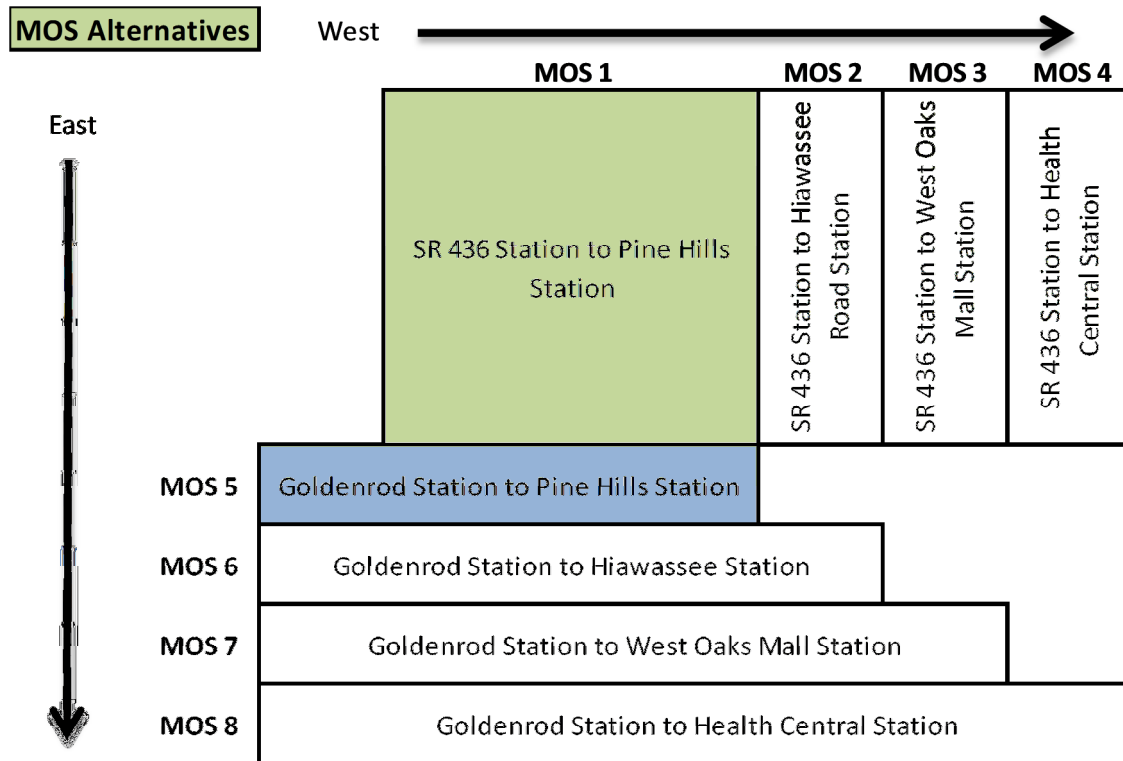 MOS Alternatives
West
MOS 1
MOS 2
MOS 3
MOS 4
East
SR 436 Station to Pine Hills
Station
SR 436 Station to Hiawassee
Road Station
SR 436 Station to West Oaks
Mall Station
SR 436 Station to Health
Central Station
MOS 5
Goldenrod Station to Pine Hills Station
MOS 6
Goldenrod Station to Hiawassee Station
MOS 7
Goldenrod Station to West Oaks Mall Station
MOS 8
Goldenrod Station to Health Central Station